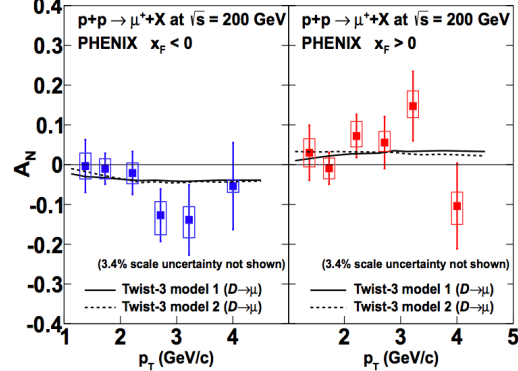 p+p → μ⁺+X at √s = 200 GeV
PHENIX x_F < 0
p+p → μ⁺+X at √s = 200 GeV
PHENIX x_F > 0
A_N
0.4
0.3
0.2
0.1
0
-0.1
-0.2
-0.3
-0.4
(3.4% scale uncertainty not shown)
Twist-3 model 1 (D→μ)
Twist-3 model 2 (D→μ)
(3.4% scale uncertainty not shown)
Twist-3 model 1 (D→μ)
Twist-3 model 2 (D→μ)
1 2 3 4
2 3 4 5
p_T (GeV/c)
p_T (GeV/c)